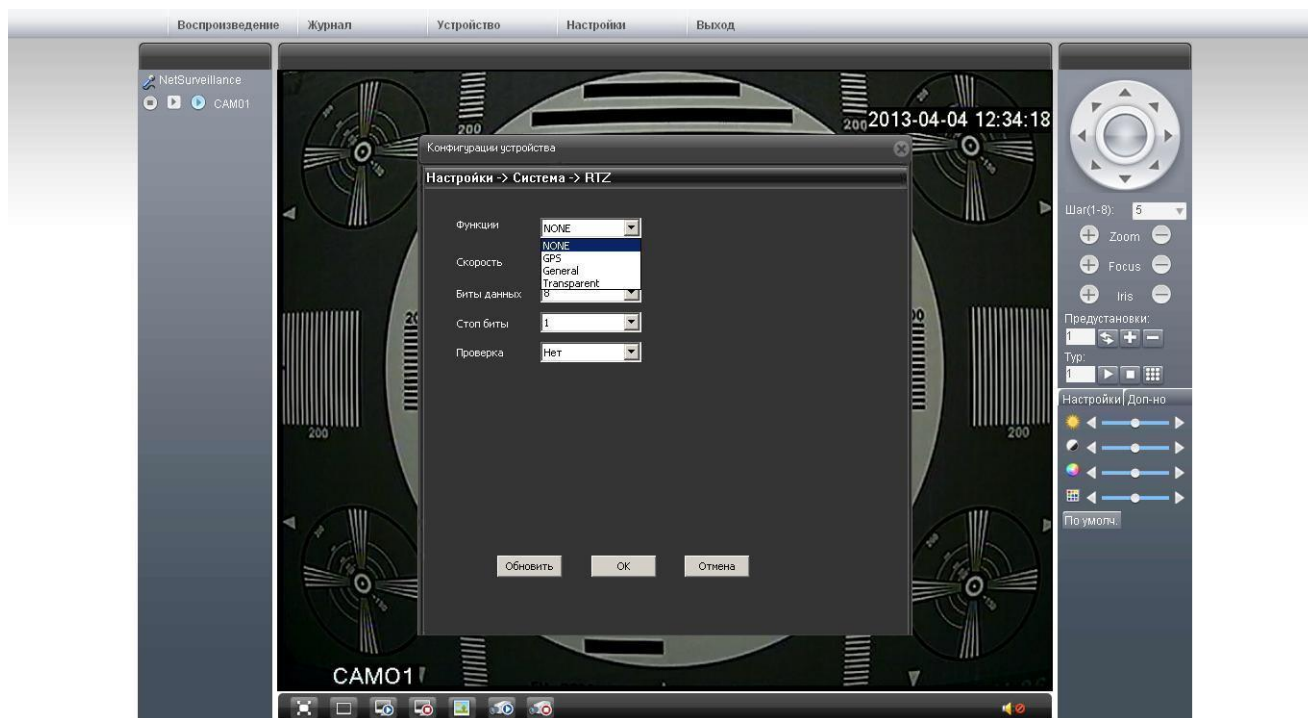 Воспроизведение Журнал Устройство Настройки Выход
NetSurveillance
CAM01
200
200
2013-04-04 12:34:18
Конфигурации устройства
Настройки -> Система -> RTZ
Функции NONE
NONE
GPS
General
Transparent
Скорость
Биты данных 8
Стоп биты 1
Проверка Нет
Обновить OK Отмена
200
200
CAM01
Шаг(1-8): 5
Zoom
Focus
Iris
Предустановки:
1
Тур:
1
Настройки Доп-но
По умолч.